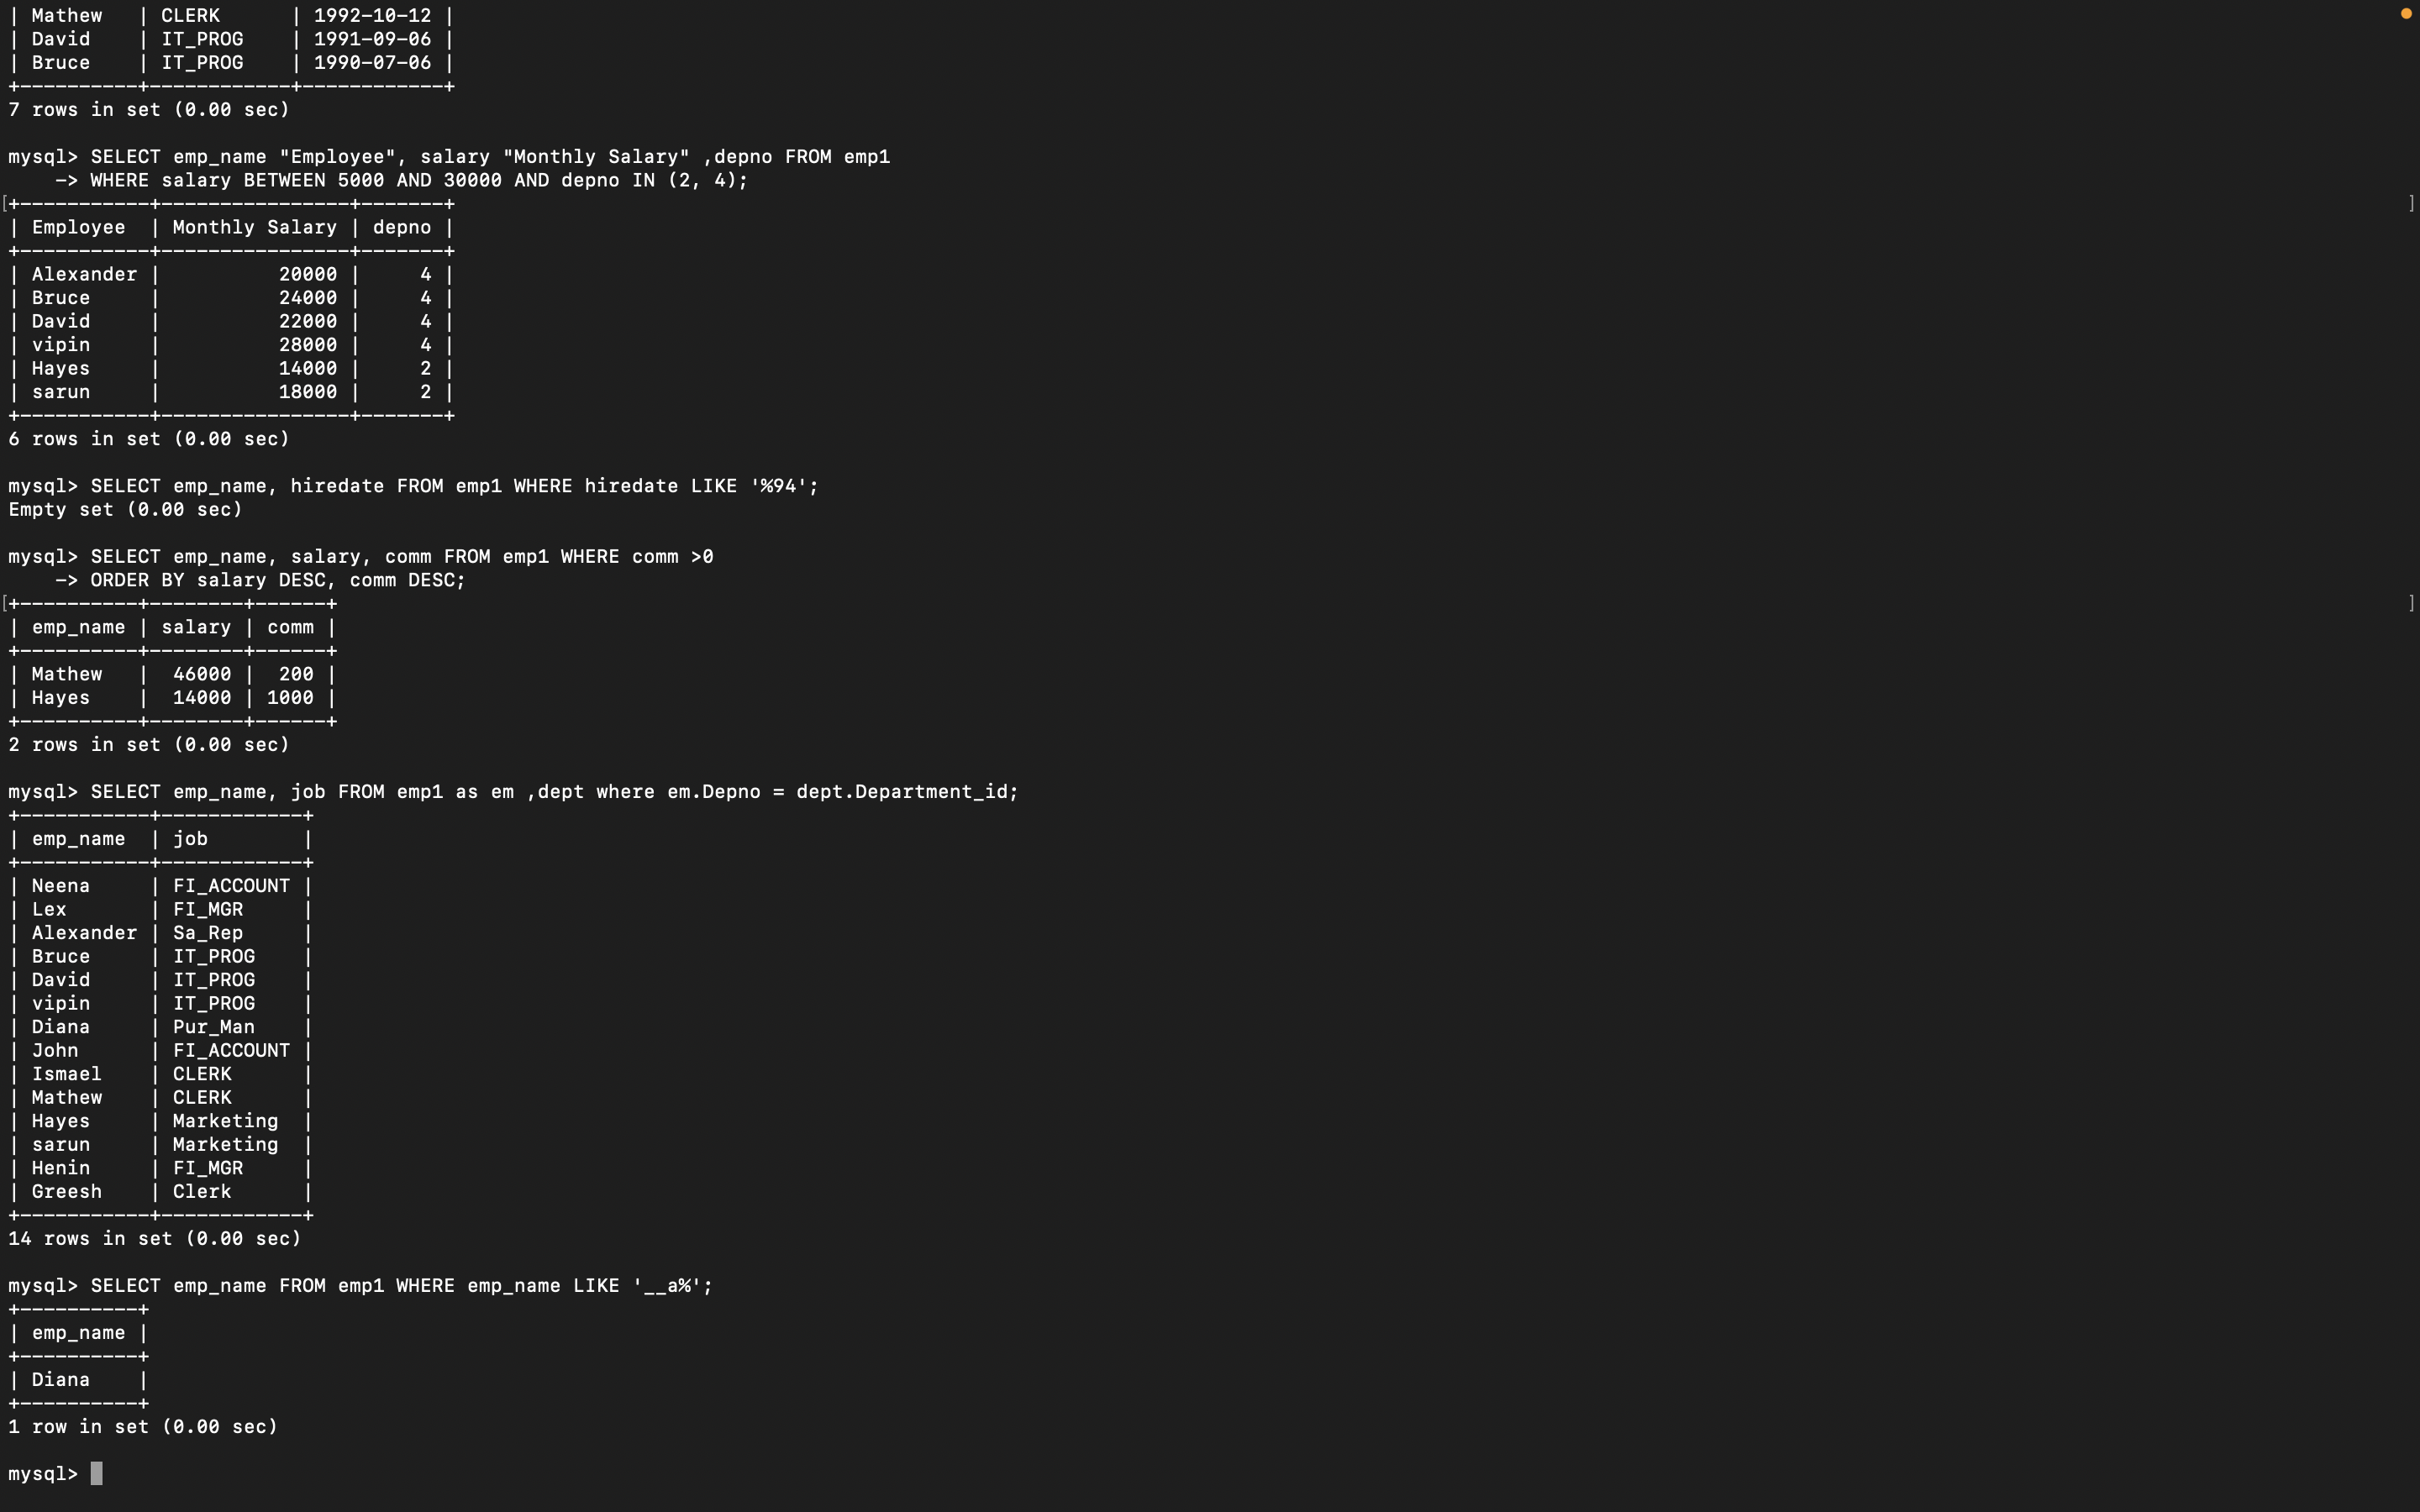 | Mathew   | CLERK      | 1992-10-12 |
| David    | IT_PROG    | 1991-09-06 |
| Bruce    | IT_PROG    | 1990-07-06 |
+----------+------------+------------+
7 rows in set (0.00 sec)

mysql> SELECT emp_name "Employee", salary "Monthly Salary" ,depno FROM emp1
    -> WHERE salary BETWEEN 5000 AND 30000 AND depno IN (2, 4);
[+-----------+----------------+-------+ ]
| Employee  | Monthly Salary | depno |
+-----------+----------------+-------+
| Alexander |          20000 |     4 |
| Bruce     |          24000 |     4 |
| David     |          22000 |     4 |
| vipin     |          28000 |     4 |
| Hayes     |          14000 |     2 |
| sarun     |          18000 |     2 |
+-----------+----------------+-------+
6 rows in set (0.00 sec)

mysql> SELECT emp_name, hiredate FROM emp1 WHERE hiredate LIKE '%94';
Empty set (0.00 sec)

mysql> SELECT emp_name, salary, comm FROM emp1 WHERE comm >0
    -> ORDER BY salary DESC, comm DESC;
[+----------+--------+------+ ]
| emp_name | salary | comm |
+----------+--------+------+
| Mathew   |  46000 |  200 |
| Hayes    |  14000 | 1000 |
+----------+--------+------+
2 rows in set (0.00 sec)

mysql> SELECT emp_name, job FROM emp1 as em ,dept where em.Depno = dept.Department_id;
+-----------+------------+
| emp_name  | job        |
+-----------+------------+
| Neena     | FI_ACCOUNT |
| Lex       | FI_MGR     |
| Alexander | Sa_Rep     |
| Bruce     | IT_PROG    |
| David     | IT_PROG    |
| vipin     | IT_PROG    |
| Diana     | Pur_Man    |
| John      | FI_ACCOUNT |
| Ismael    | CLERK      |
| Mathew    | CLERK      |
| Hayes     | Marketing  |
| sarun     | Marketing  |
| Henin     | FI_MGR     |
| Greesh    | Clerk      |
+-----------+------------+
14 rows in set (0.00 sec)

mysql> SELECT emp_name FROM emp1 WHERE emp_name LIKE '__a%';
+----------+
| emp_name |
+----------+
| Diana    |
+----------+
1 row in set (0.00 sec)

mysql>